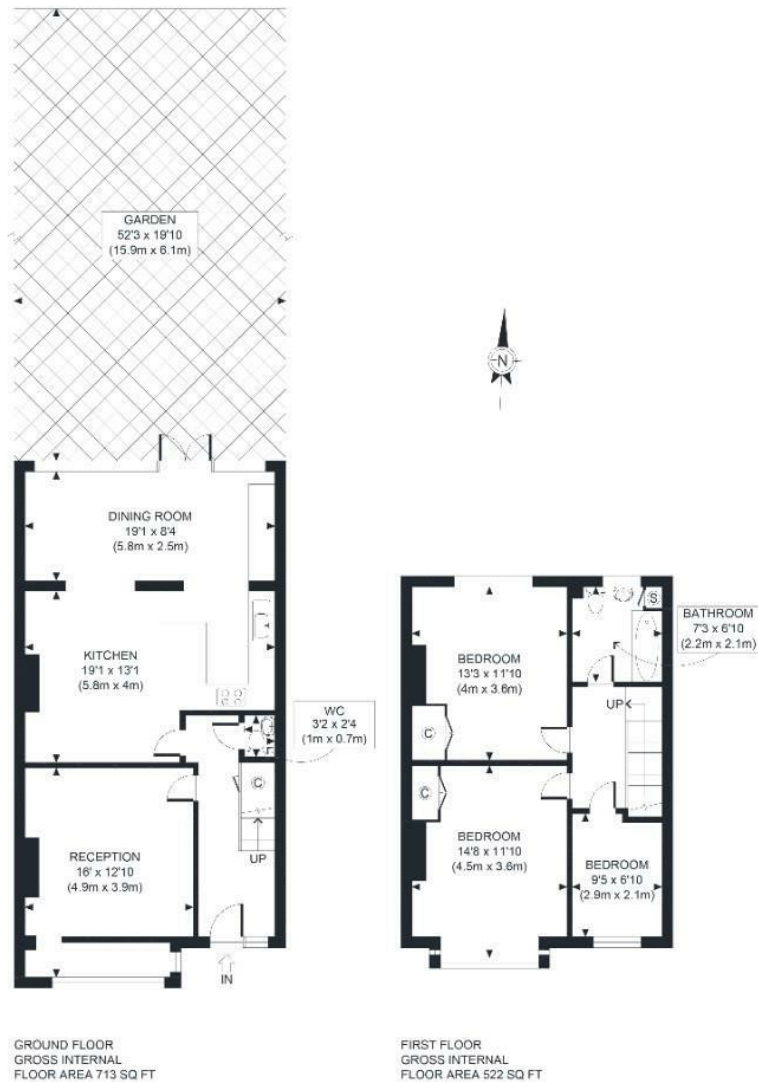 GARDEN
52'3 x 19'10
(15.9m x 6.1m)
N
DINING ROOM
19'1 x 8'4
(5.8m x 2.5m)
KITCHEN
19'1 x 13'1
(5.8m x 4m)
WC
3'2 x 2'4
(1m x 0.7m)
C
UP
RECEPTION
16' x 12'10
(4.9m x 3.9m)
IN
S
BATHROOM
7'3 x 6'10
(2.2m x 2.1m)
BEDROOM
13'3 x 11'10
(4m x 3.6m)
UP
C
C
BEDROOM
14'8 x 11'10
(4.5m x 3.6m)
BEDROOM
9'5 x 6'10
(2.9m x 2.1m)
GROUND FLOOR
GROSS INTERNAL
FLOOR AREA 713 SQ FT
FIRST FLOOR
GROSS INTERNAL
FLOOR AREA 522 SQ FT